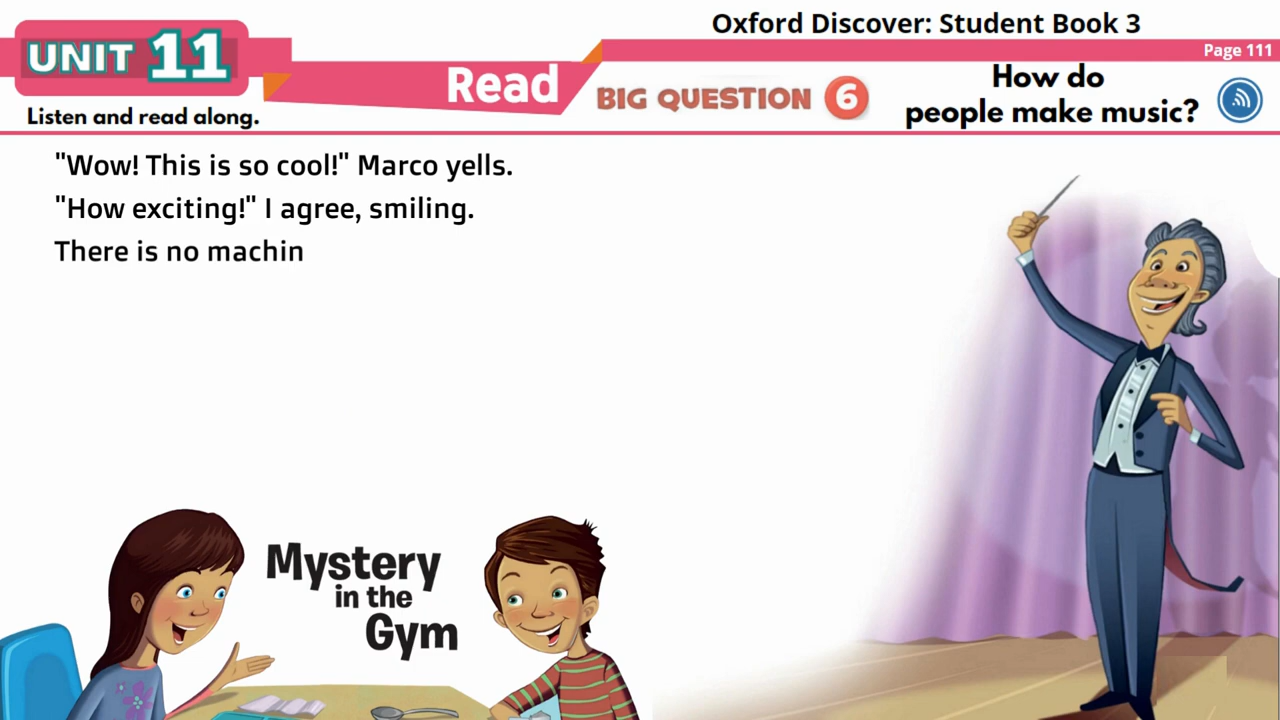 Oxford Discover: Student Book 3
UNIT 11
Page 111
Read
BIG QUESTION 6
How do
people make music?
Listen and read along.
"Wow! This is so cool!" Marco yells.
"How exciting!" I agree, smiling.
There is no machin
Mystery
in the
Gym